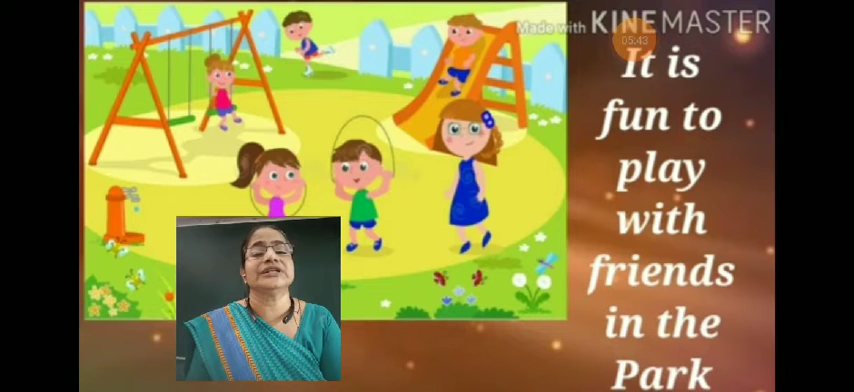 Made with KINEMASTER
05:43
It is
fun to
play
with
friends
in the
Park